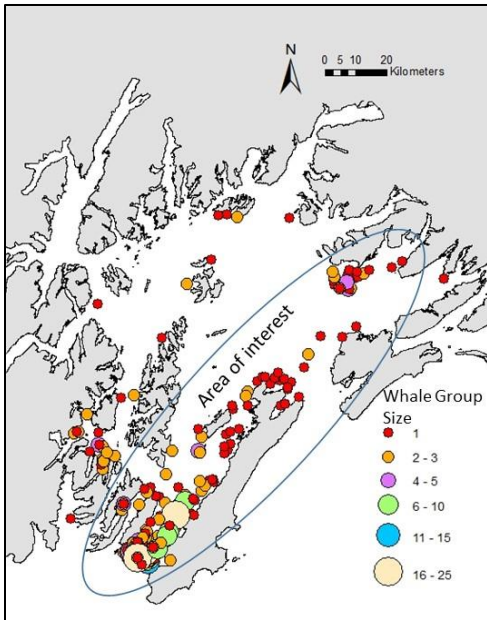 N
0 5 10 20
Kilometers
Area of interest
Whale Group
Size
1
2 - 3
4 - 5
6 - 10
11 - 15
16 - 25